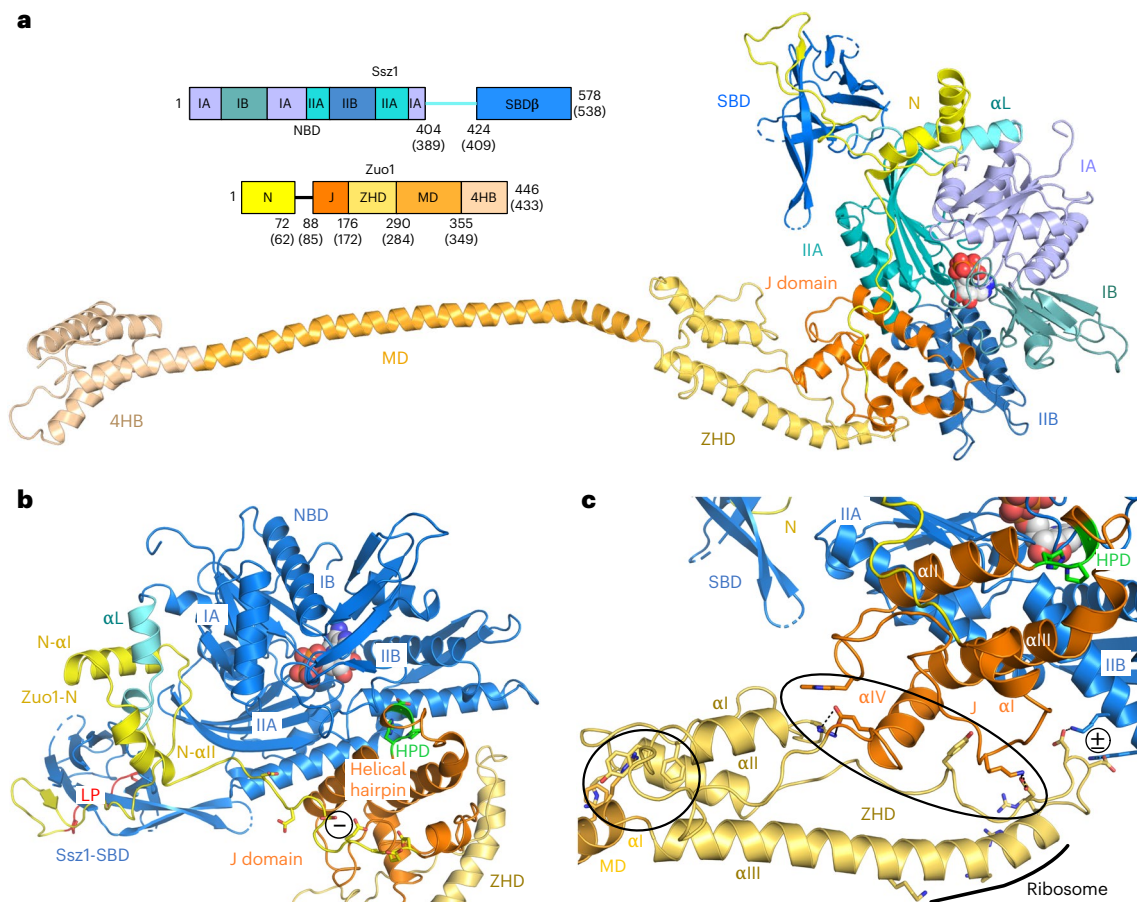 a
Ssz1
1 IA IB IA IIA IIB IIA IA SBDβ 578
(538)
NBD 404 424
(389) (409)
Zuo1
1 N J ZHD MD 4HB 446
(433)
72 88 176 290 355
(62) (85) (172) (284) (349)
SBD
N
αL
IA
IIA
J domain
IB
MD
4HB
ZHD
IIB
b
NBD
IB
αL
IA
N-αI
IIB
Zuo1-N
IIA
N-αII
HPD
Helical
hairpin
LP
−
J domain
Ssz1-SBD
ZHD
c
IIA
N
HPD
αII
SBD
αIII
IIB
αI
αIV
J
αI
±
αII
ZHD
αI
MD
αIII
Ribosome